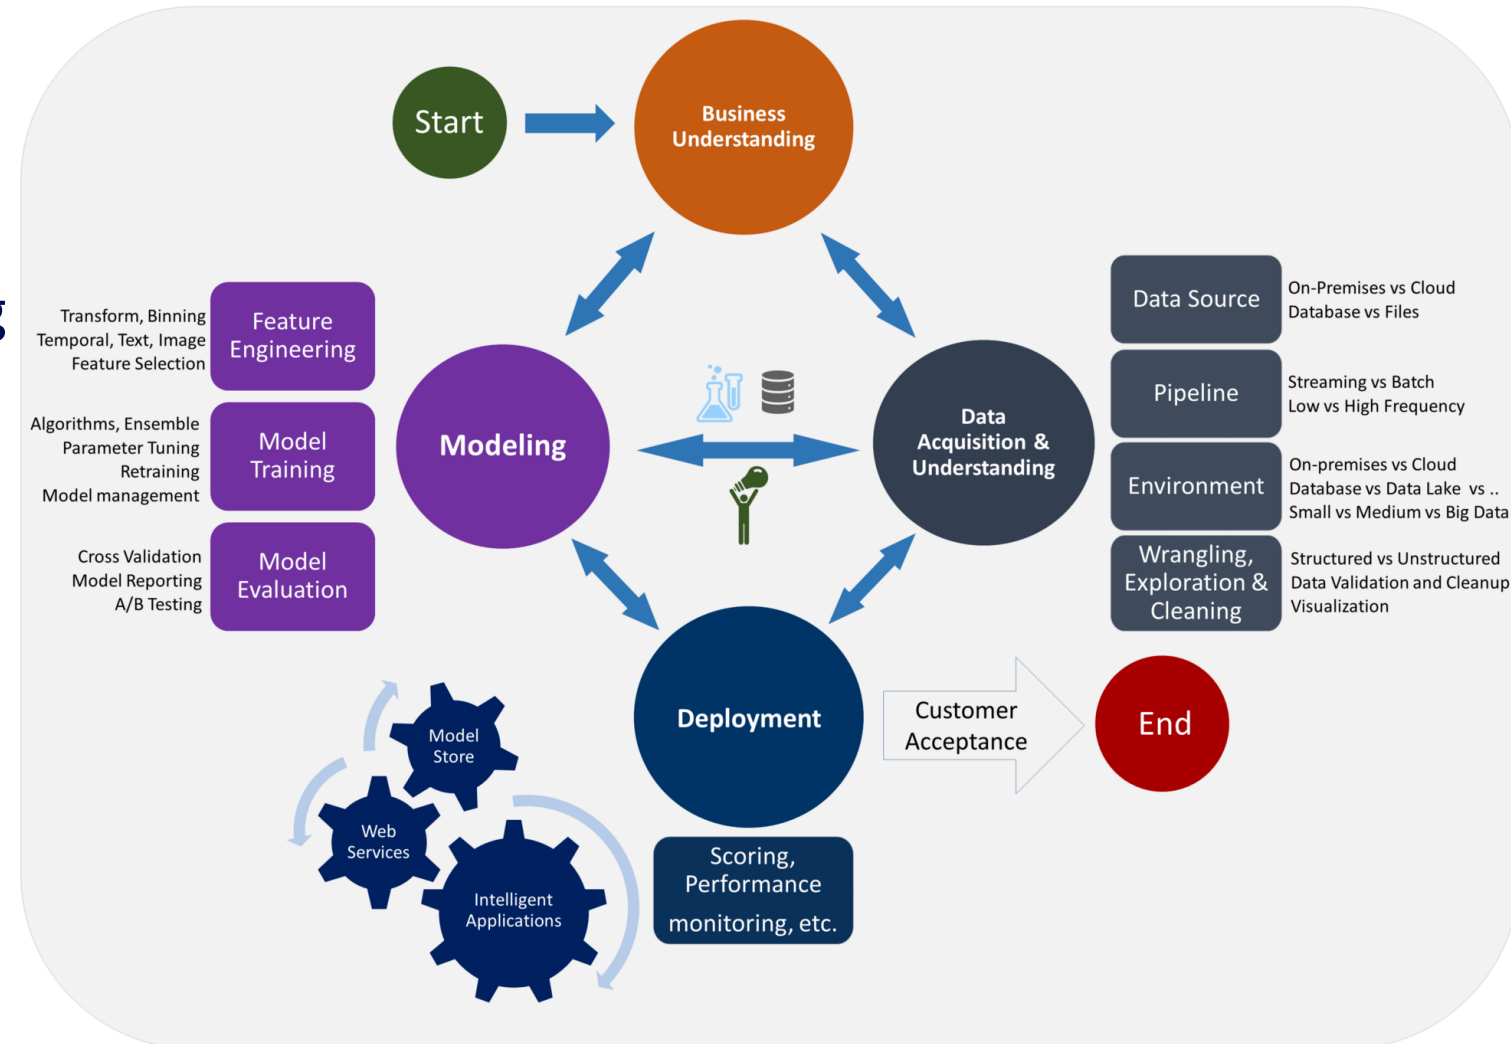 Start
Business
Understanding
g
Transform, Binning
Temporal, Text, Image
Feature Selection
Feature
Engineering
Algorithms, Ensemble
Parameter Tuning
Retraining
Model management
Model
Training
Cross Validation
Model Reporting
A/B Testing
Model
Evaluation
Modeling
Data
Acquisition &
Understanding
Data Source
On-Premises vs Cloud
Database vs Files
Pipeline
Streaming vs Batch
Low vs High Frequency
Environment
On-premises vs Cloud
Database vs Data Lake vs ..
Small vs Medium vs Big Data
Wrangling,
Exploration &
Cleaning
Structured vs Unstructured
Data Validation and Cleanup
Visualization
Deployment
Customer
Acceptance
End
Model
Store
Web
Services
Intelligent
Applications
Scoring,
Performance
monitoring, etc.